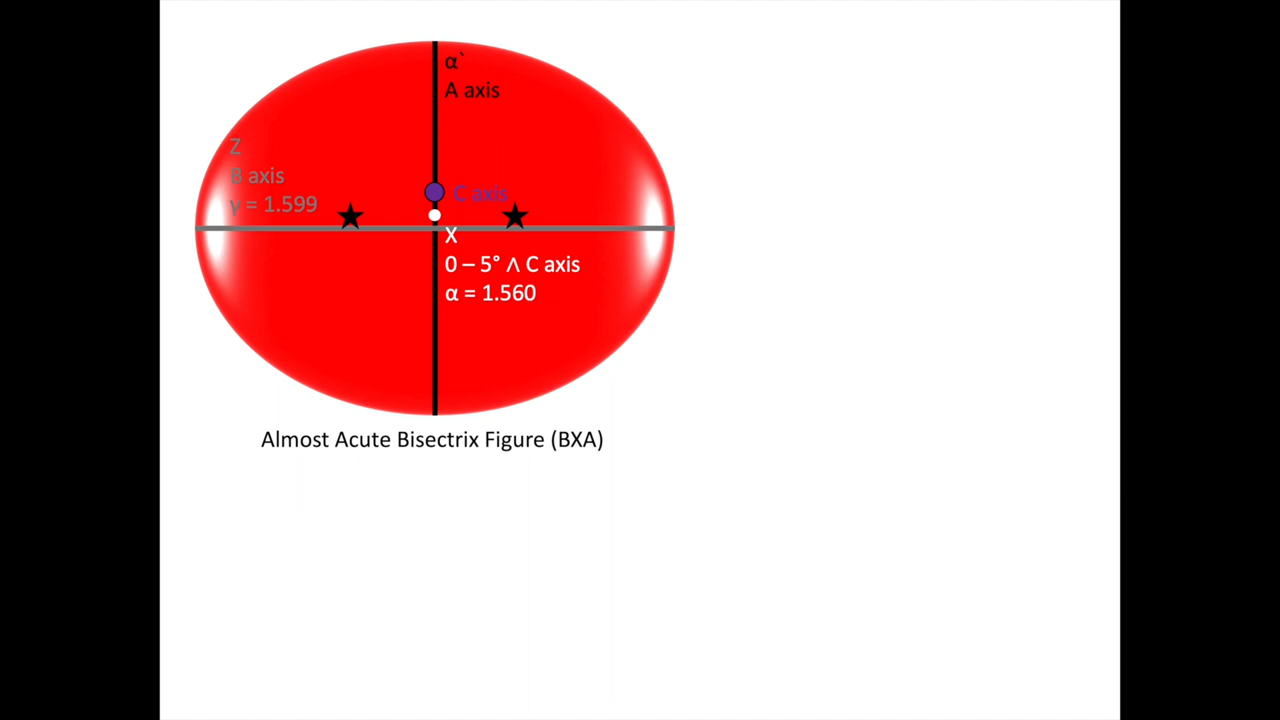 α`
A axis
Z
B axis
γ = 1.599
C axis
X
0 – 5° ∧ C axis
α = 1.560
Almost Acute Bisectrix Figure (BXA)